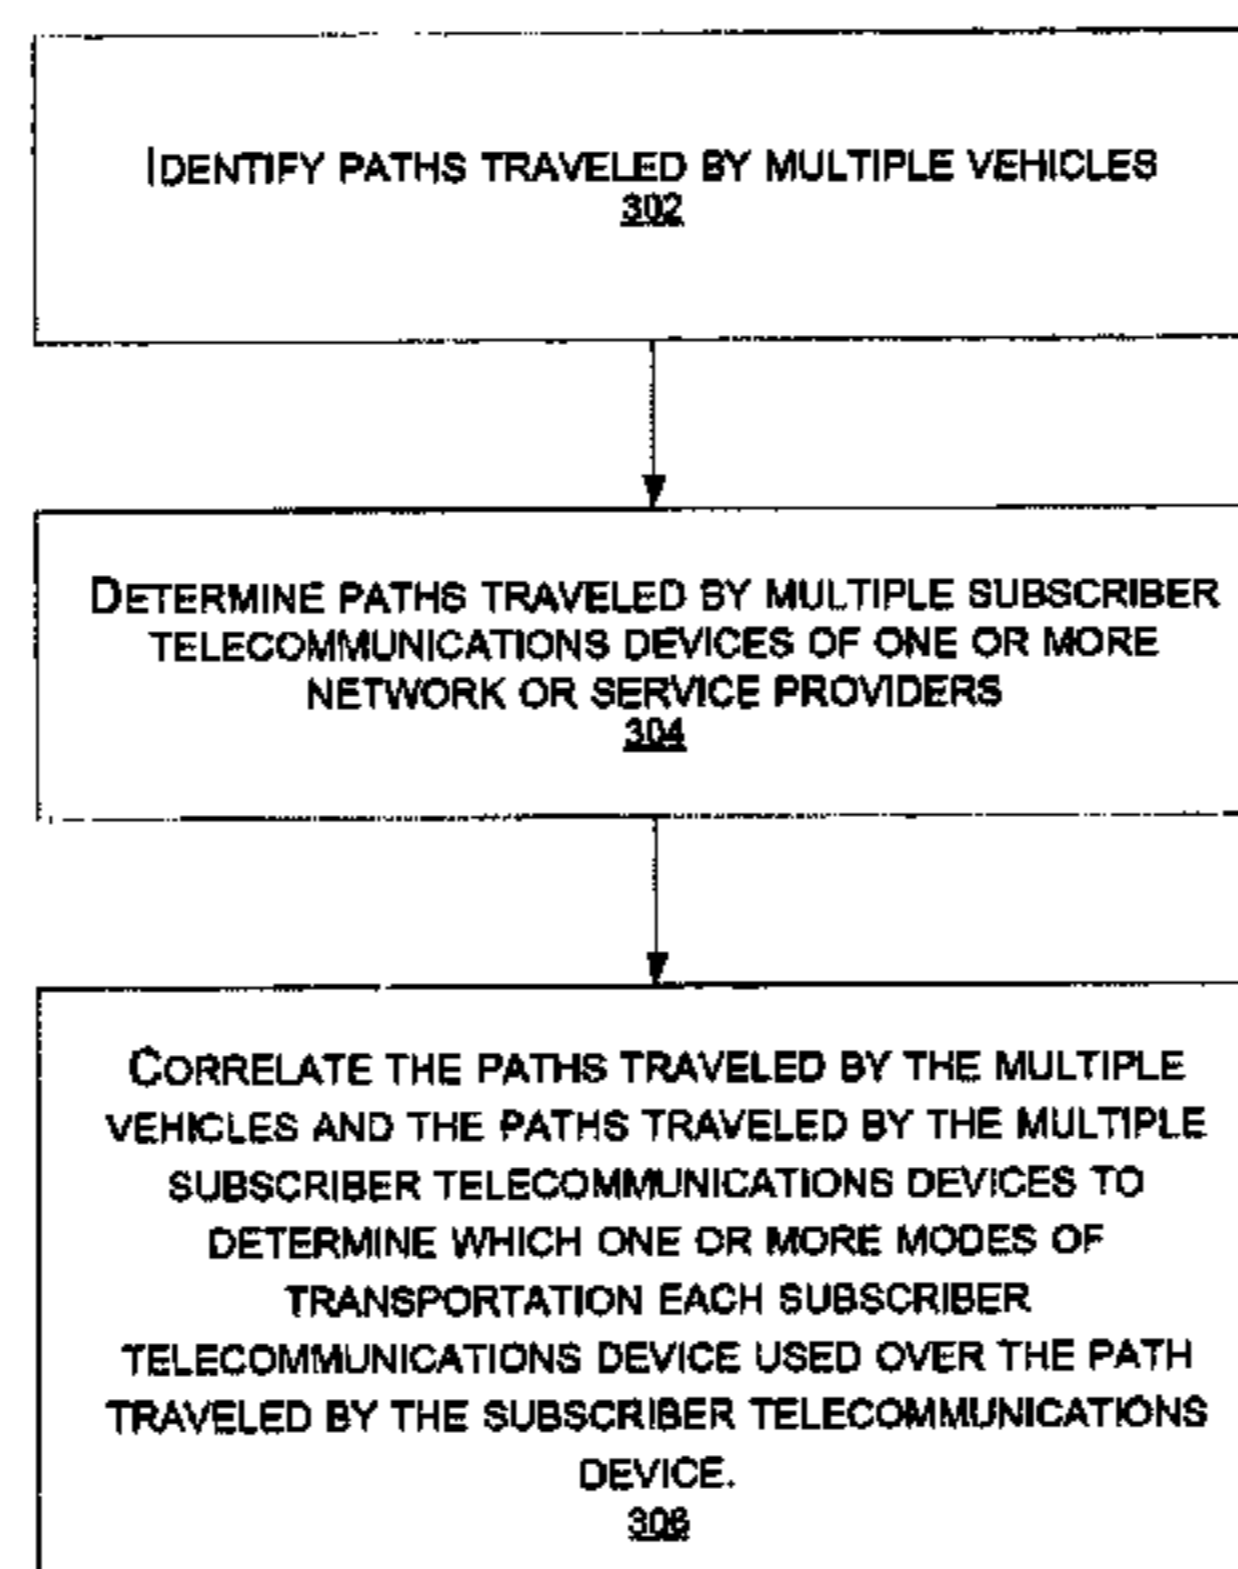 IDENTIFY PATHS TRAVELED BY MULTIPLE VEHICLES
302
DETERMINE PATHS TRAVELED BY MULTIPLE SUBSCRIBER
TELECOMMUNICATIONS DEVICES OF ONE OR MORE
NETWORK OR SERVICE PROVIDERS
304
CORRELATE THE PATHS TRAVELED BY THE MULTIPLE
VEHICLES AND THE PATHS TRAVELED BY THE MULTIPLE
SUBSCRIBER TELECOMMUNICATIONS DEVICES TO
DETERMINE WHICH ONE OR MORE MODES OF
TRANSPORTATION EACH SUBSCRIBER
TELECOMMUNICATIONS DEVICE USED OVER THE PATH
TRAVELED BY THE SUBSCRIBER TELECOMMUNICATIONS
DEVICE.
306